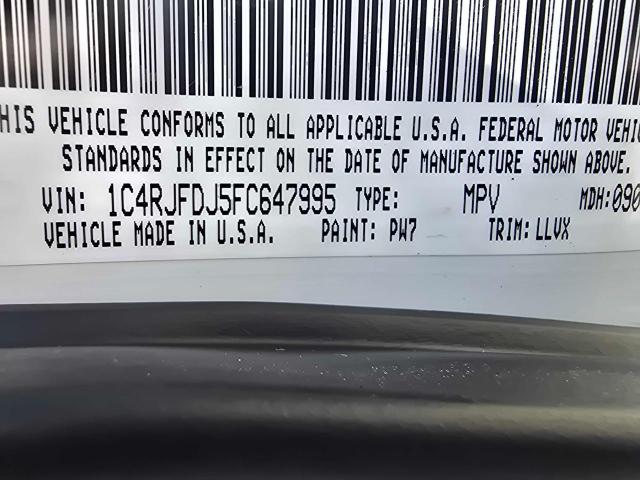 HIS VEHICLE CONFORMS TO ALL APPLICABLE U.S.A. FEDERAL MOTOR VEHI
STANDARDS IN EFFECT ON THE DATE OF MANUFACTURE SHOWN ABOVE.
VIN: 1C4RJFDJ5FC647995 TYPE: MPV MDH: 090
VEHICLE MADE IN U.S.A. PAINT: PW7 TRIM: LLVX